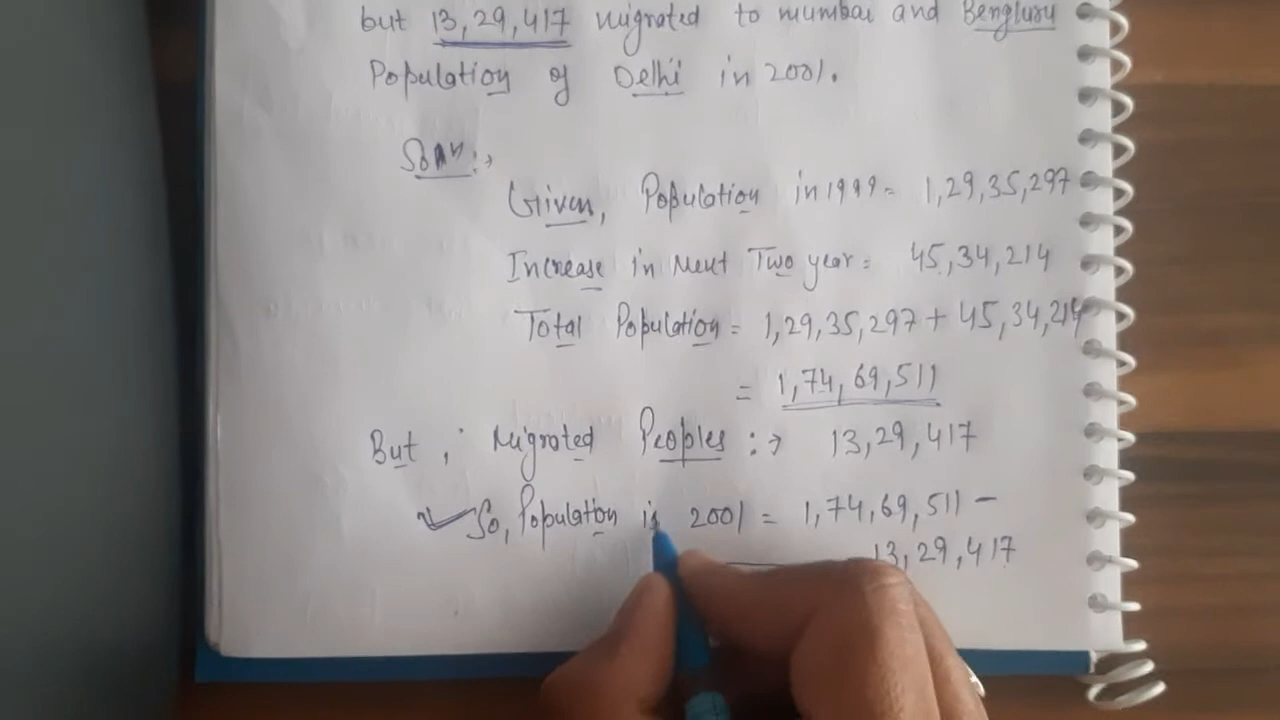 but 13,29,417 migrated to mumbai and Bengluru
Population of Delhi in 2001.
Soln :→
Given, Population in 1999 = 1,29,35,297
Increase in Next Two year = 45,34,214
Total Population = 1,29,35,297 + 45,34,214
= 1,74,69,511
But, Migrated Peoples :→ 13,29,417
So, Population in 2001 = 1,74,69,511 -
13,29,417